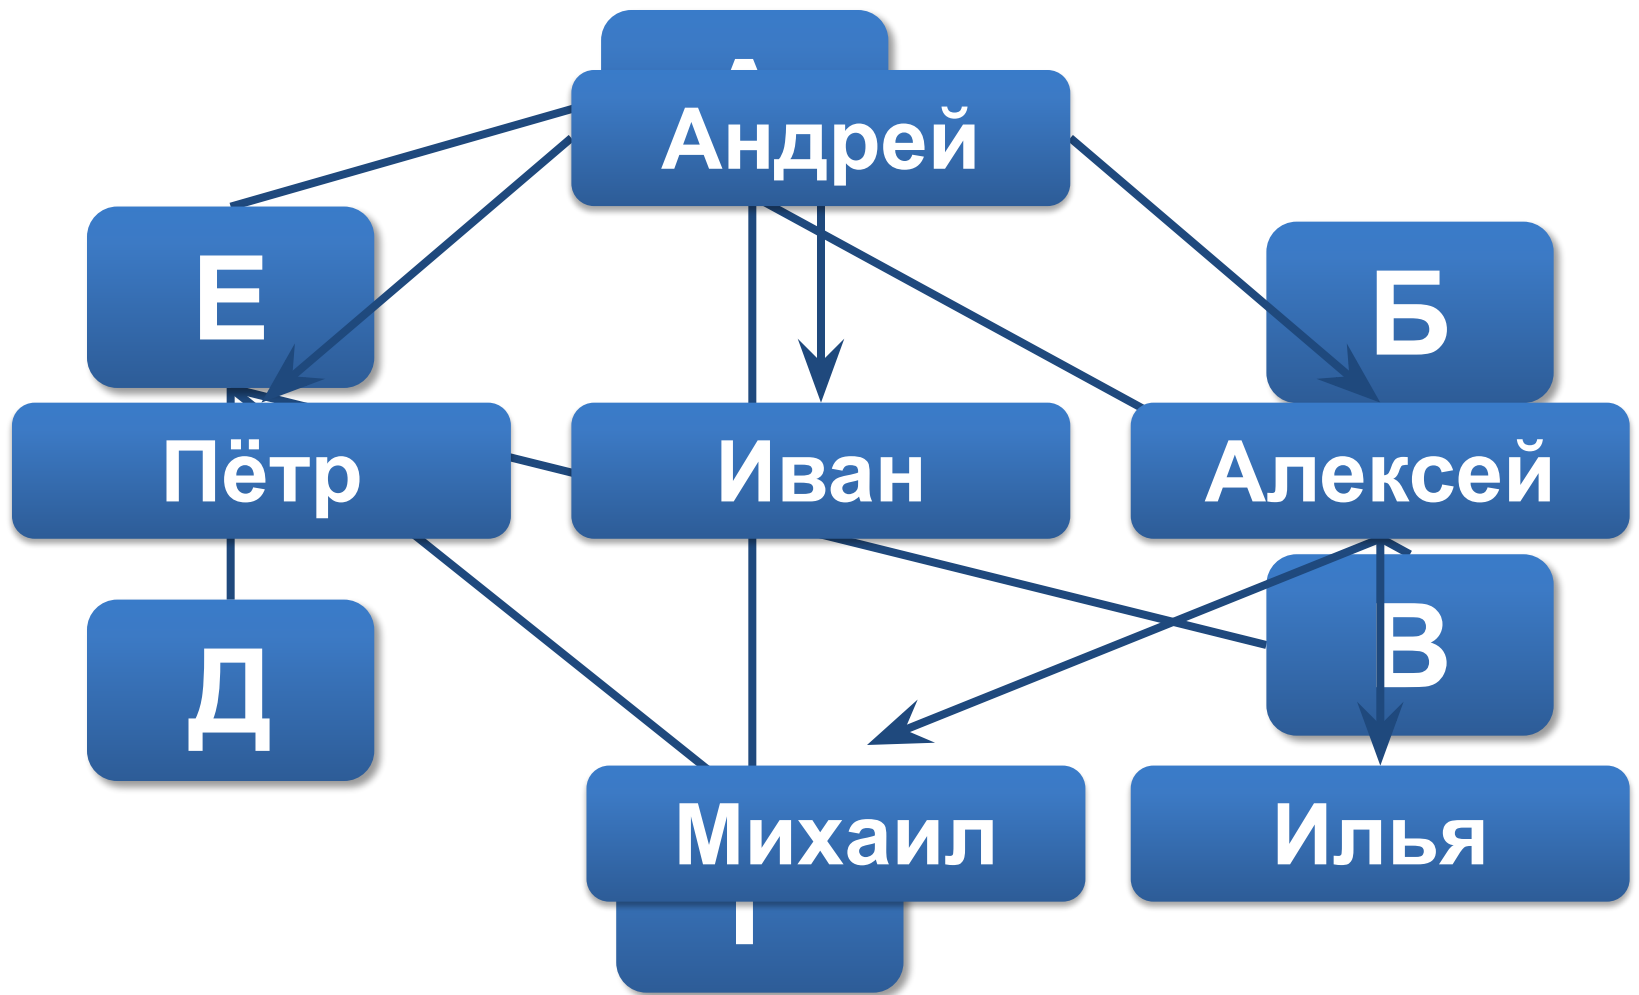 Андрей
Е
Б
Пётр
Иван
Алексей
В
Д
Михаил
Илья